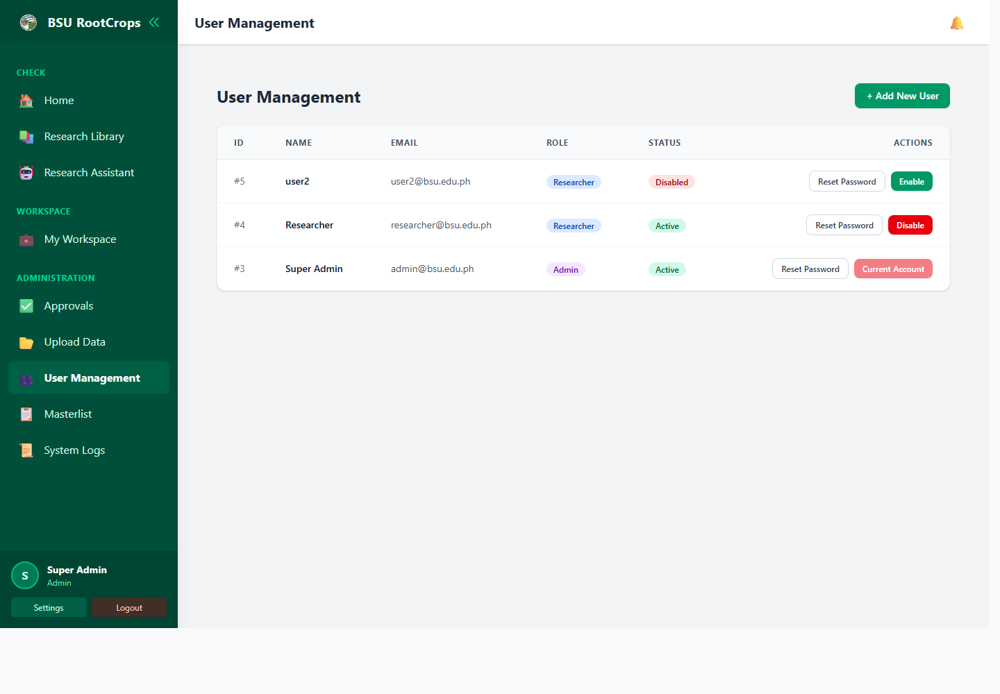 BSU RootCrops
User Management
CHECK
Home
Research Library
Research Assistant
WORKSPACE
My Workspace
ADMINISTRATION
Approvals
Upload Data
User Management
Masterlist
System Logs
S
Super Admin
Admin
Settings Logout
User Management
+ Add New User
ID NAME EMAIL ROLE STATUS ACTIONS
#5 user2 user2@bsu.edu.ph Researcher Disabled Reset Password Enable
#4 Researcher researcher@bsu.edu.ph Researcher Active Reset Password Disable
#3 Super Admin admin@bsu.edu.ph Admin Active Reset Password Current Account